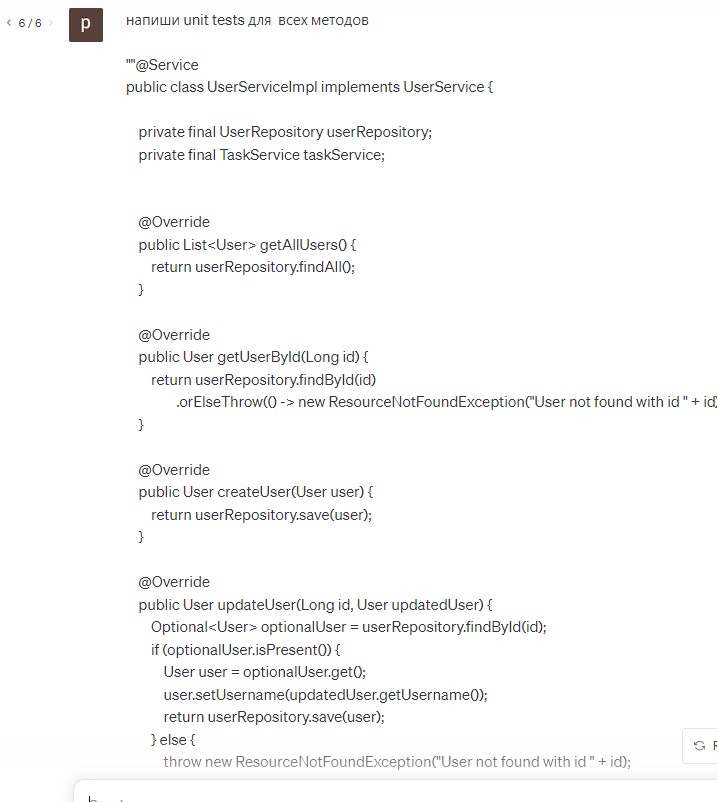 6 / 6
p
напиши unit tests для всех методов
""@Service
public class UserServiceImpl implements UserService {
private final UserRepository userRepository;
private final TaskService taskService;
@Override
public List<User> getAllUsers() {
return userRepository.findAll();
}
@Override
public User getUserById(Long id) {
return userRepository.findById(id)
.orElseThrow(() -> new ResourceNotFoundException("User not found with id " + id)
}
@Override
public User createUser(User user) {
return userRepository.save(user);
}
@Override
public User updateUser(Long id, User updatedUser) {
Optional<User> optionalUser = userRepository.findById(id);
if (optionalUser.isPresent()) {
User user = optionalUser.get();
user.setUsername(updatedUser.getUsername());
return userRepository.save(user);
} else {
throw new ResourceNotFoundException("User not found with id " + id);